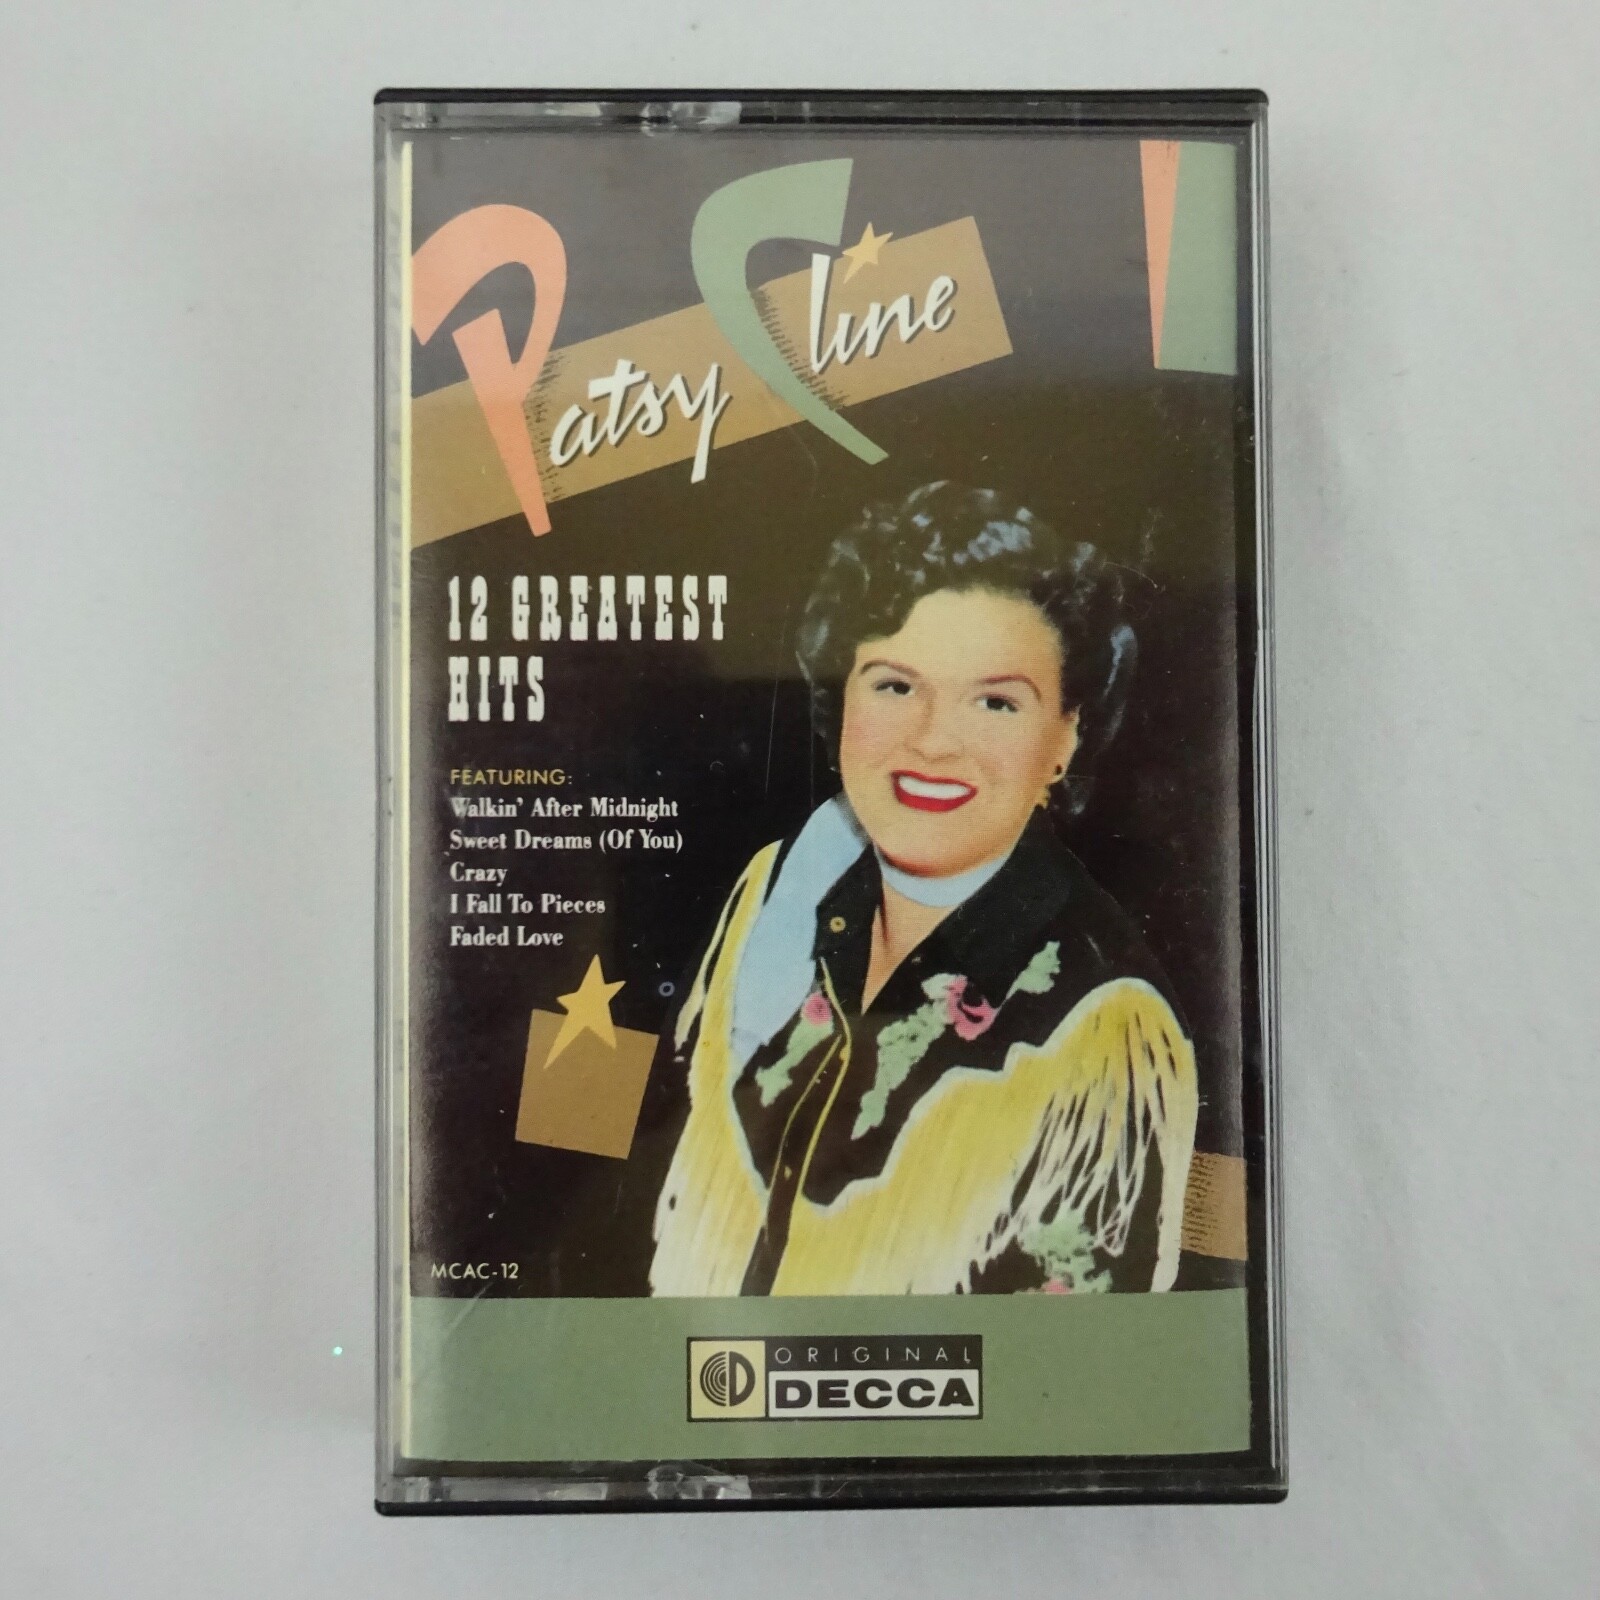 Patsy Cline
12 GREATEST
HITS
FEATURING:
Walkin' After Midnight
Sweet Dreams (Of You)
Crazy
I Fall To Pieces
Faded Love
MCAC-12
ORIGINAL
DECCA